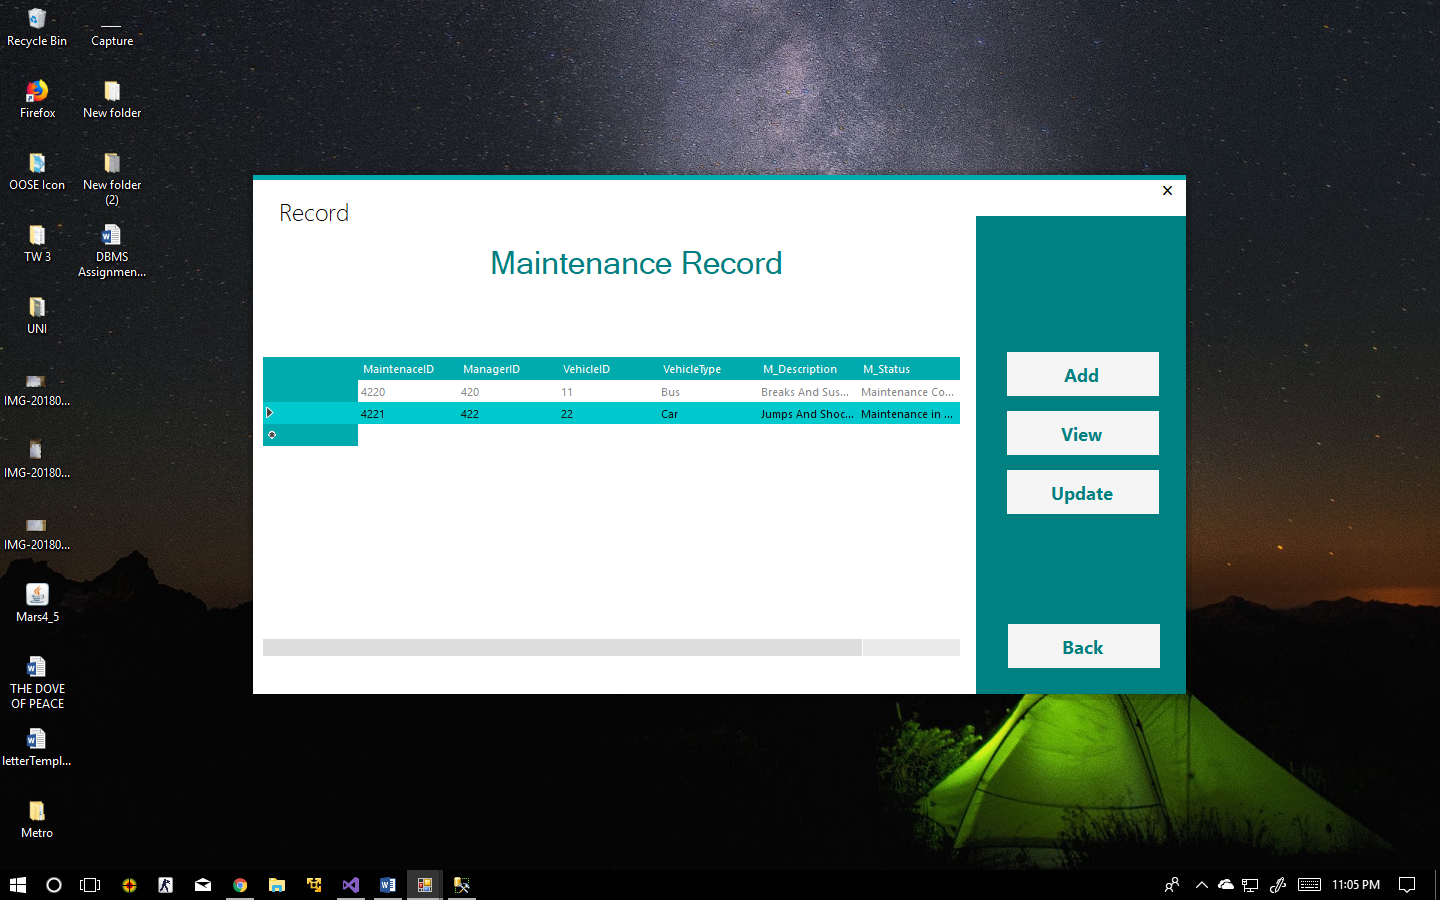 Recycle Bin
Capture
Firefox
New folder
OOSE Icon
New folder
(2)
TW 3
DBMS
Assignmen...
UNI
IMG-20180...
IMG-20180...
IMG-20180...
Mars4_5
THE DOVE
OF PEACE
letterTempl...
Metro
Record
Maintenance Record
MaintenaceID ManagerID VehicleID VehicleType M_Description M_Status
4220 420 11 Bus Breaks And Sus... Maintenance Co...
4221 422 22 Car Jumps And Shoc... Maintenance in ...
Add
View
Update
Back
11:05 PM